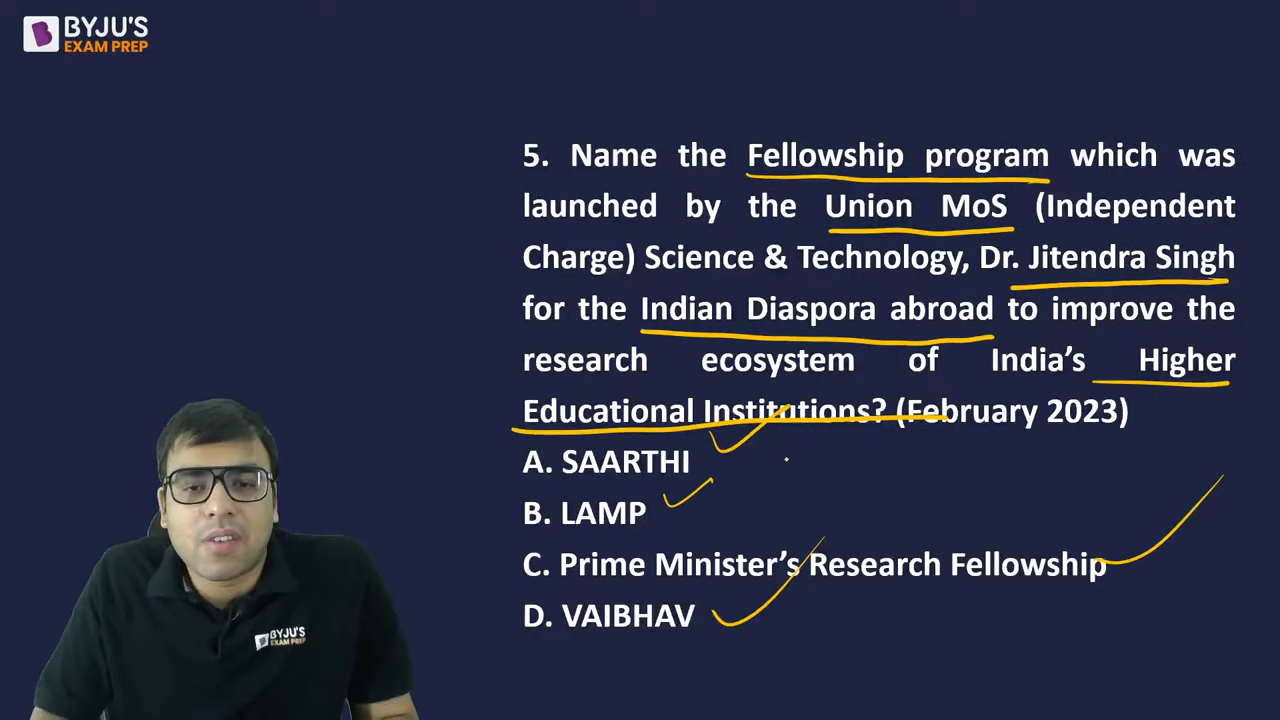 BYJU'S
EXAM PREP
5. Name the Fellowship program which was
launched by the Union MoS (Independent
Charge) Science & Technology, Dr. Jitendra Singh
for the Indian Diaspora abroad to improve the
research ecosystem of India’s Higher
Educational Institutions? (February 2023)
A. SAARTHI
B. LAMP
C. Prime Minister’s Research Fellowship
D. VAIBHAV
BYJU'S
EXAM PREP